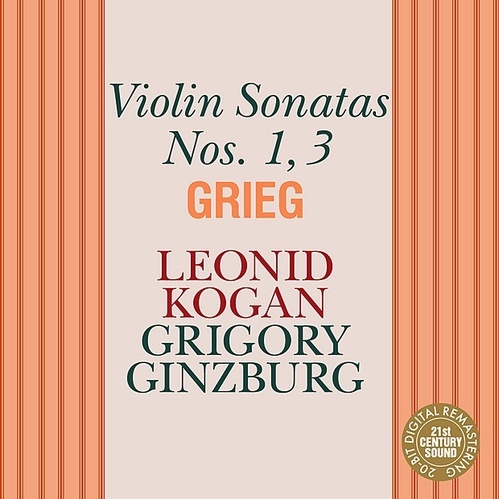 Violin Sonatas
Nos. 1, 3
GRIEG
LEONID
KOGAN
GRIGORY
GINZBURG
20-BIT DIGITAL REMASTERING
21st
CENTURY
SOUND